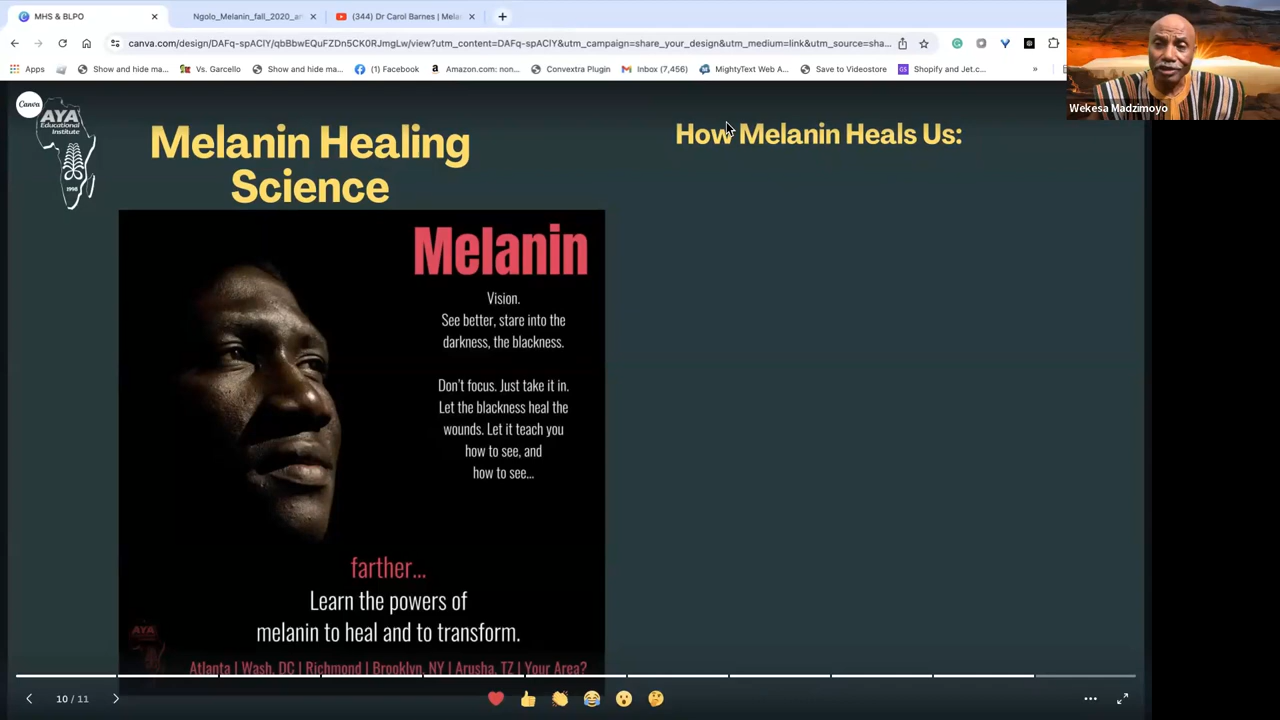 MHS & BLPO
Ngolo_Melanin_fall_2020_an
(344) Dr Carol Barnes | Mela
canva.com/design/DAFq-spACIY/qbBbwEQuFZDn5CK0RJmgLw/view?utm_content=DAFq-spACIY&utm_campaign=share_your_design&utm_medium=link&utm_source=sha...
Apps
Show and hide ma...
Vs. Garcello
Show and hide ma...
Convextra Plugin
(1) Facebook
Amazon.com: non...
Inbox (7,456)
MightyText Web A...
Save to Videostore
Shopify and Jet.c...
»
Wekesa Madzimoyo
Canva
AYA
Educational
Institute
1998
Melanin Healing
Science
How Melanin Heals Us:
Melanin
Vision.
See better, stare into the
darkness, the blackness.
Don't focus. Just take it in.
Let the blackness heal the
wounds. Let it teach you
how to see, and
how to see...
farther...
Learn the powers of
melanin to heal and to transform.
AYA
Atlanta | Wash, DC | Richmond | Brooklyn, NY | Arusha, TZ | Your Area?
10 / 11